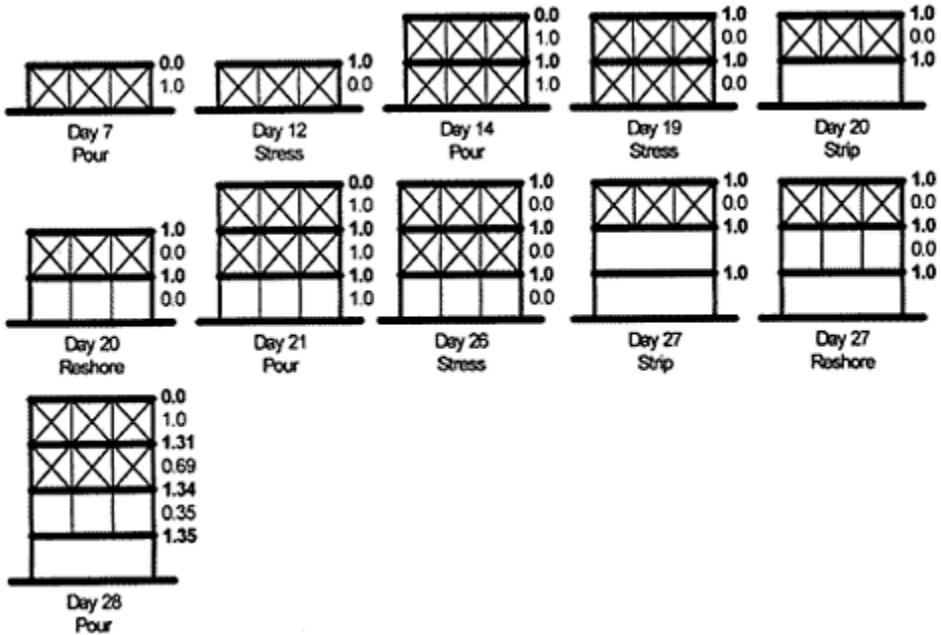 0.0
1.0
Day 7
Pour
1.0
0.0
Day 12
Stress
0.0
1.0
1.0
1.0
Day 14
Pour
1.0
0.0
1.0
0.0
Day 19
Stress
1.0
0.0
1.0
Day 20
Strip
1.0
0.0
1.0
0.0
Day 20
Reshore
0.0
1.0
1.0
1.0
1.0
1.0
Day 21
Pour
1.0
0.0
1.0
0.0
1.0
0.0
Day 26
Stress
1.0
0.0
1.0
1.0
Day 27
Strip
1.0
0.0
1.0
0.0
1.0
Day 27
Reshore
0.0
1.0
1.31
0.69
1.34
0.35
1.35
Day 28
Pour